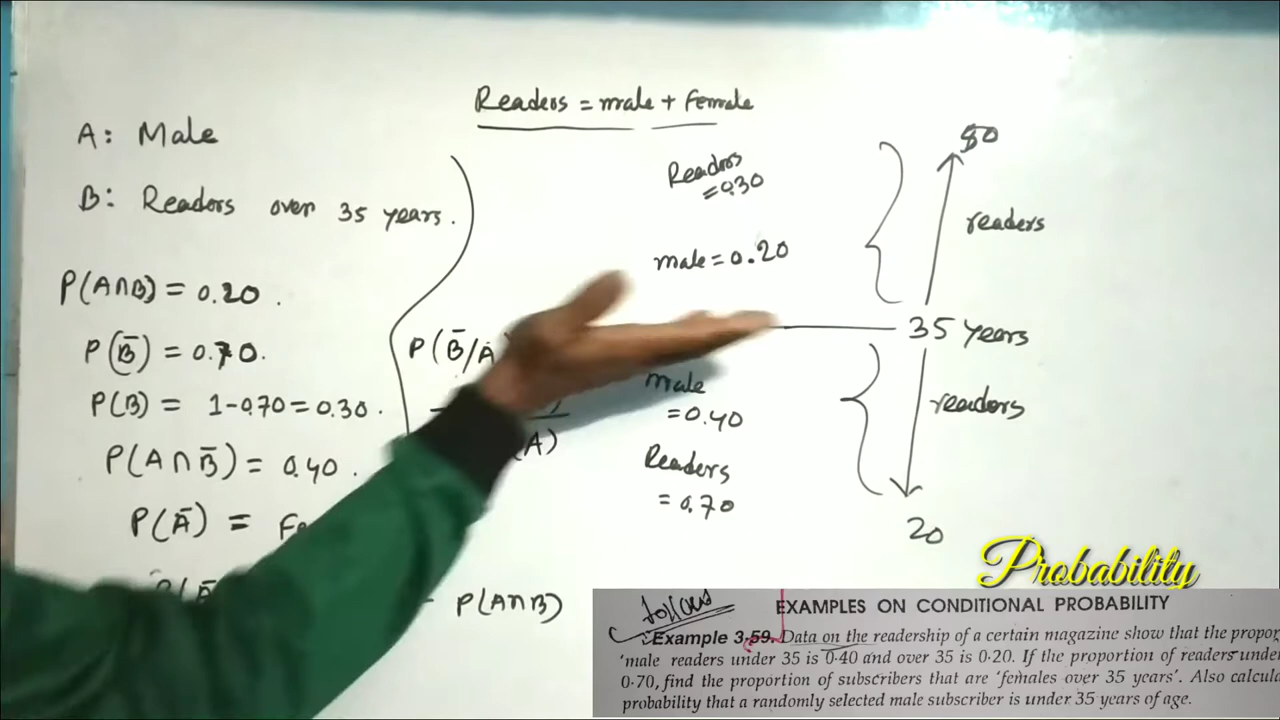 Readers = male + Female
A: Male
B: Readers over 35 years.
P(A∩B) = 0.20.
P(B̄) = 0.70.
P(B) = 1-0.70 = 0.30.
P(A∩B̄) = 0.40.
P(Ā) =
P(B̄/A
A)
P(A∩B)
Readers
= 0.30
male = 0.20
male
= 0.40
Readers
= 0.70
80
readers
35 years
readers
20
Probability
follows
EXAMPLES ON CONDITIONAL PROBABILITY
Example 3·59. Data on the readership of a certain magazine show that the
'male readers under 35 is 0·40 and over 35 is 0·20. If the proportion of readers under
0·70, find the proportion of subscribers that are 'females over 35 years'. Also
probability that a randomly selected male subscriber is under 35 years of age.